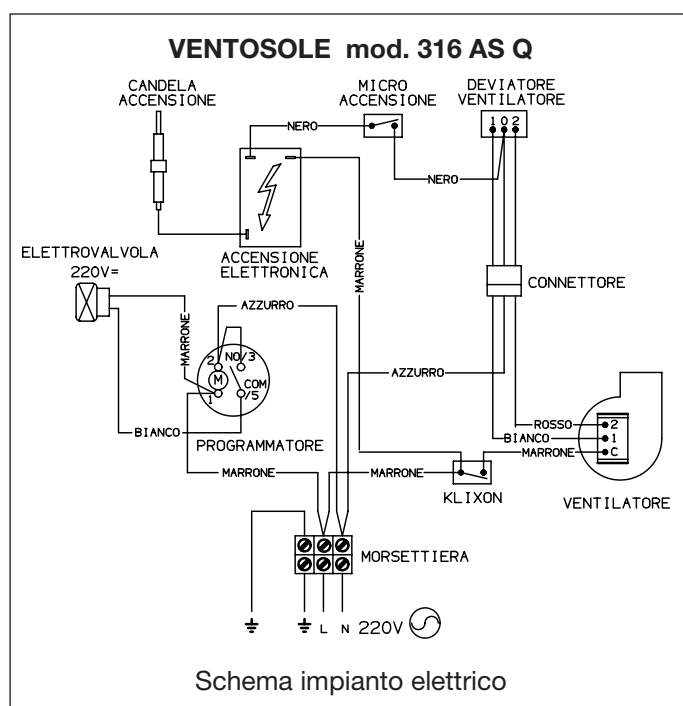 VENTOSOLE mod. 316 AS Q
CANDELA
ACCENSIONE
MICRO
ACCENSIONE
DEVIATORE
VENTILATORE
1 0 2
NERO
NERO
ELETTROVALVOLA
220V=
ACCENSIONE
ELETTRONICA
MARRONE
CONNETTORE
AZZURRO
MARRONE
2
NO/3
M
COM
/5
1
AZZURRO
BIANCO
PROGRAMMATORE
ROSSO
2
BIANCO
1
MARRONE
C
MARRONE
MARRONE
KLIXON
VENTILATORE
MORSETTIERA
L N 220V
Schema impianto elettrico